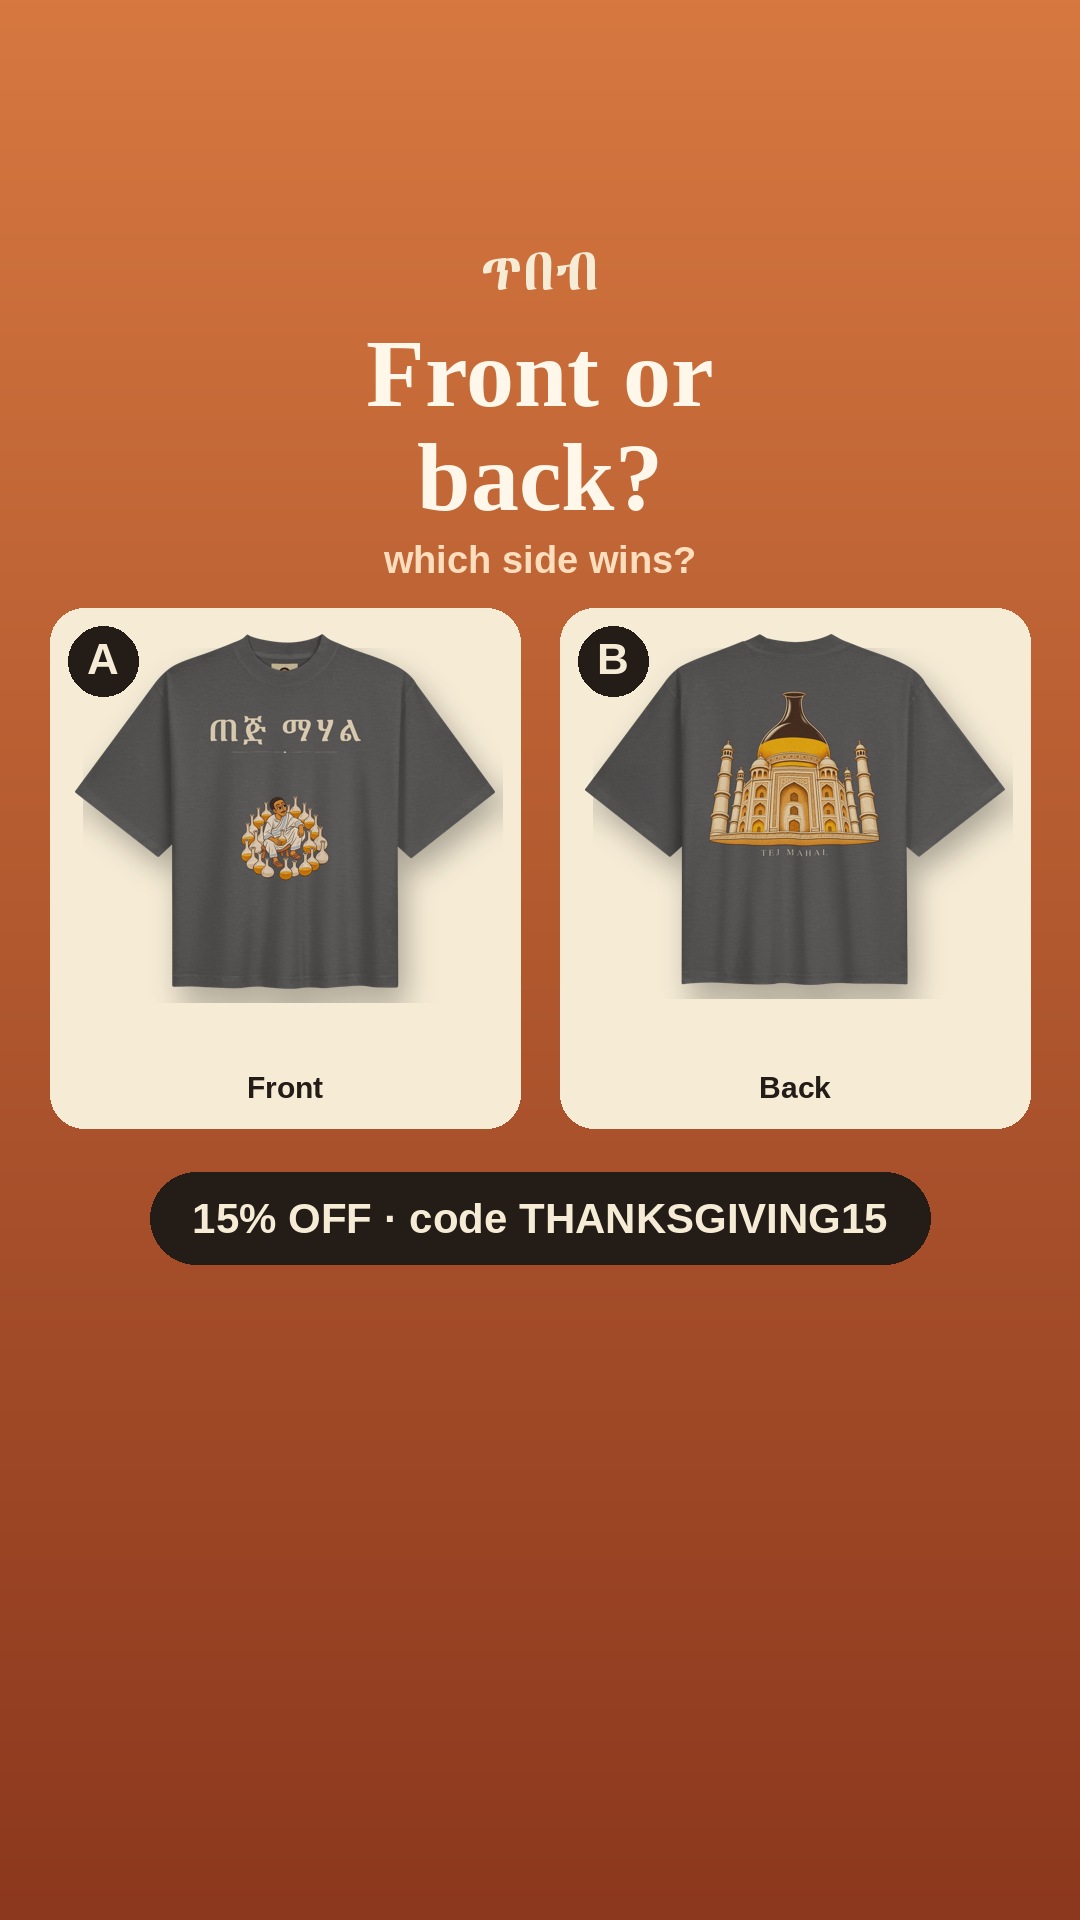 ጥበብ
Front or
back?
which side wins?
A
ጠጅ ማሃል
Front
B
TEJ MAHAL
Back
15% OFF · code THANKSGIVING15